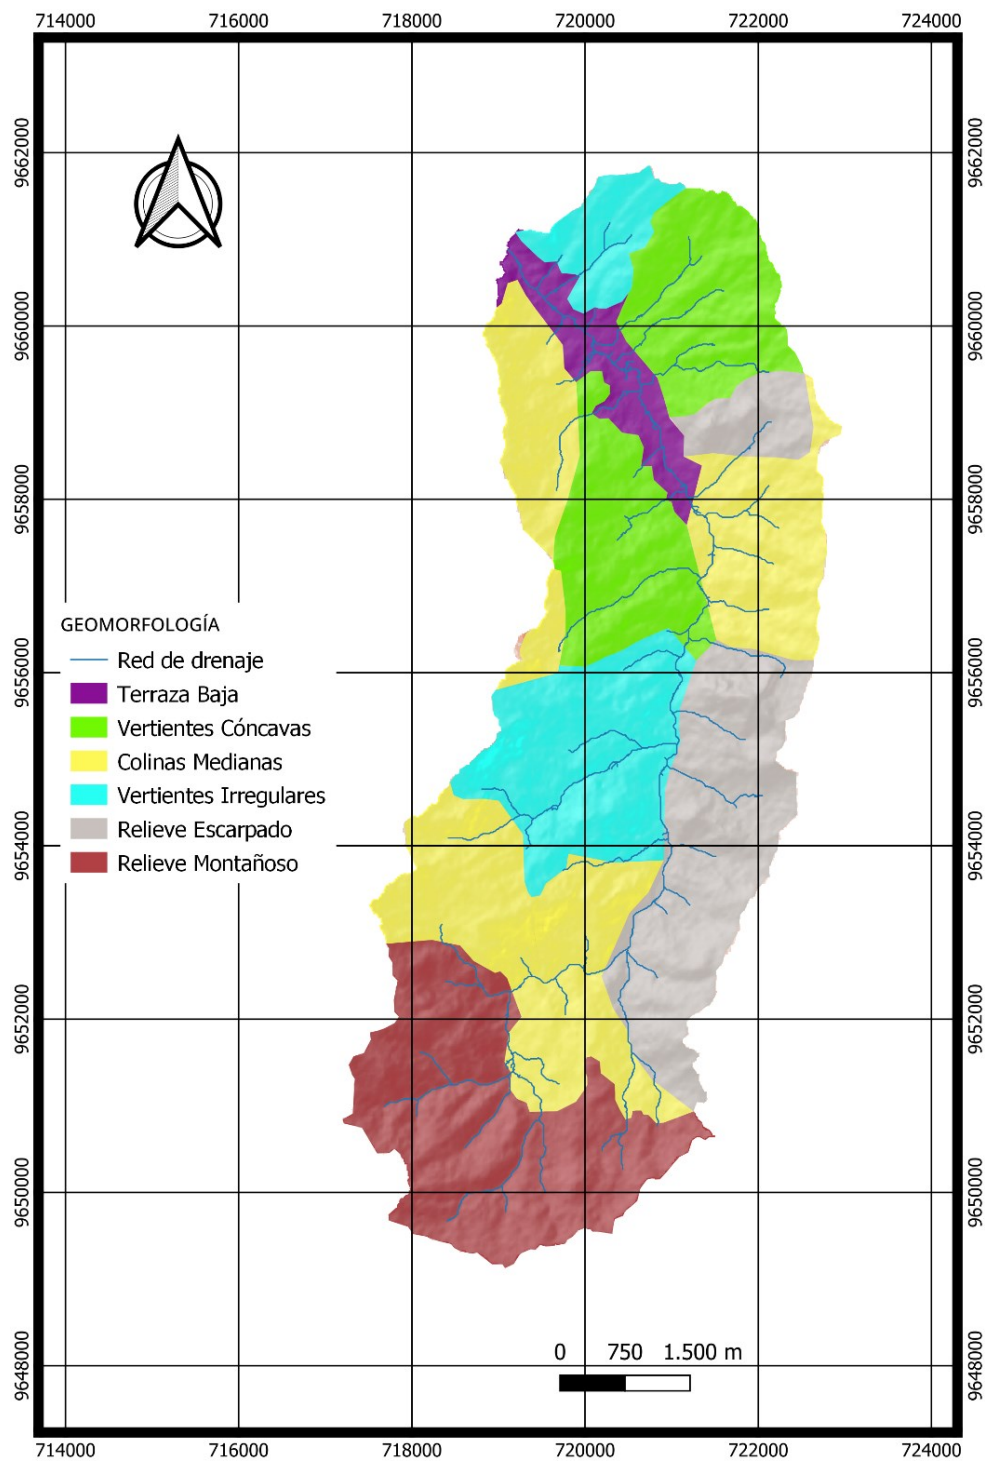 714000 716000 718000 720000 722000 724000
9662000 9662000
9660000 9660000
9658000 9658000
GEOMORFOLOGÍA
Red de drenaje
9656000 9656000
Terraza Baja
Vertientes Cóncavas
Colinas Medianas
Vertientes Irregulares
Relieve Escarpado
9654000 9654000
Relieve Montañoso
9652000 9652000
9650000 9650000
0 750 1.500 m
9648000 9648000
714000 716000 718000 720000 722000 724000